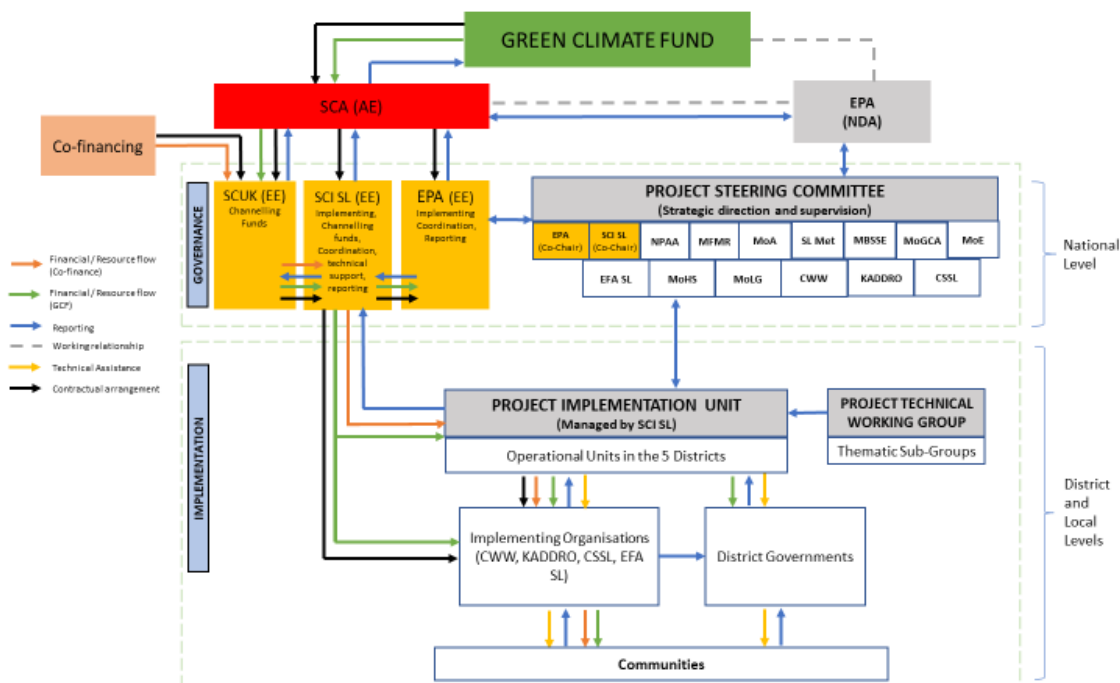 GREEN CLIMATE FUND
SCA (AE)
EPA
(NDA)
Co-financing
GOVERNANCE
SCUK (EE)
Channelling
Funds
SCI SL (EE)
Implementing,
Channelling
funds,
Coordination,
technical
support,
reporting
EPA (EE)
Implementing
Coordination,
Reporting
PROJECT STEERING COMMITTEE
(Strategic direction and supervision)
EPA
(Co-Chair)
SCI SL
(Co-Chair)
NPAA
MFMR
MoA
SL Met
MBSSE
MoGCA
MoE
EFA SL
MoHS
MoLG
CWW
KADDRO
CSSL
National
Level
Financial / Resource flow
(Co-finance)
Financial / Resource flow
(GCF)
Reporting
Working relationship
Technical Assistance
Contractual arrangement
IMPLEMENTATION
PROJECT IMPLEMENTATION UNIT
(Managed by SCI SL)
Operational Units in the 5 Districts
PROJECT TECHNICAL
WORKING GROUP
Thematic Sub-Groups
Implementing Organisations
(CWW, KADDRO, CSSL, EFA
SL)
District Governments
Communities
District
and
Local
Levels